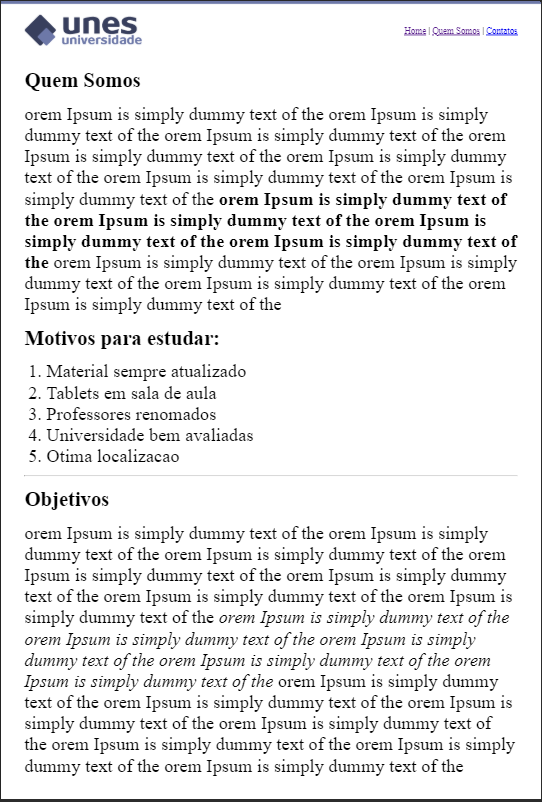 unes
universidade
Home | Quem Somos | Contatos
Quem Somos
orem Ipsum is simply dummy text of the orem Ipsum is simply
dummy text of the orem Ipsum is simply dummy text of the orem
Ipsum is simply dummy text of the orem Ipsum is simply dummy
text of the orem Ipsum is simply dummy text of the orem Ipsum is
simply dummy text of the orem Ipsum is simply dummy text of
the orem Ipsum is simply dummy text of the orem Ipsum is
simply dummy text of the orem Ipsum is simply dummy text of
the orem Ipsum is simply dummy text of the orem Ipsum is simply
dummy text of the orem Ipsum is simply dummy text of the orem
Ipsum is simply dummy text of the
Motivos para estudar:
1. Material sempre atualizado
2. Tablets em sala de aula
3. Professores renomados
4. Universidade bem avaliadas
5. Otima localizacao
Objetivos
orem Ipsum is simply dummy text of the orem Ipsum is simply
dummy text of the orem Ipsum is simply dummy text of the orem
Ipsum is simply dummy text of the orem Ipsum is simply dummy
text of the orem Ipsum is simply dummy text of the orem Ipsum is
simply dummy text of the orem Ipsum is simply dummy text of the
orem Ipsum is simply dummy text of the orem Ipsum is simply
dummy text of the orem Ipsum is simply dummy text of the orem
Ipsum is simply dummy text of the orem Ipsum is simply dummy
text of the orem Ipsum is simply dummy text of the orem Ipsum is
simply dummy text of the orem Ipsum is simply dummy text of
the orem Ipsum is simply dummy text of the orem Ipsum is simply
dummy text of the orem Ipsum is simply dummy text of the